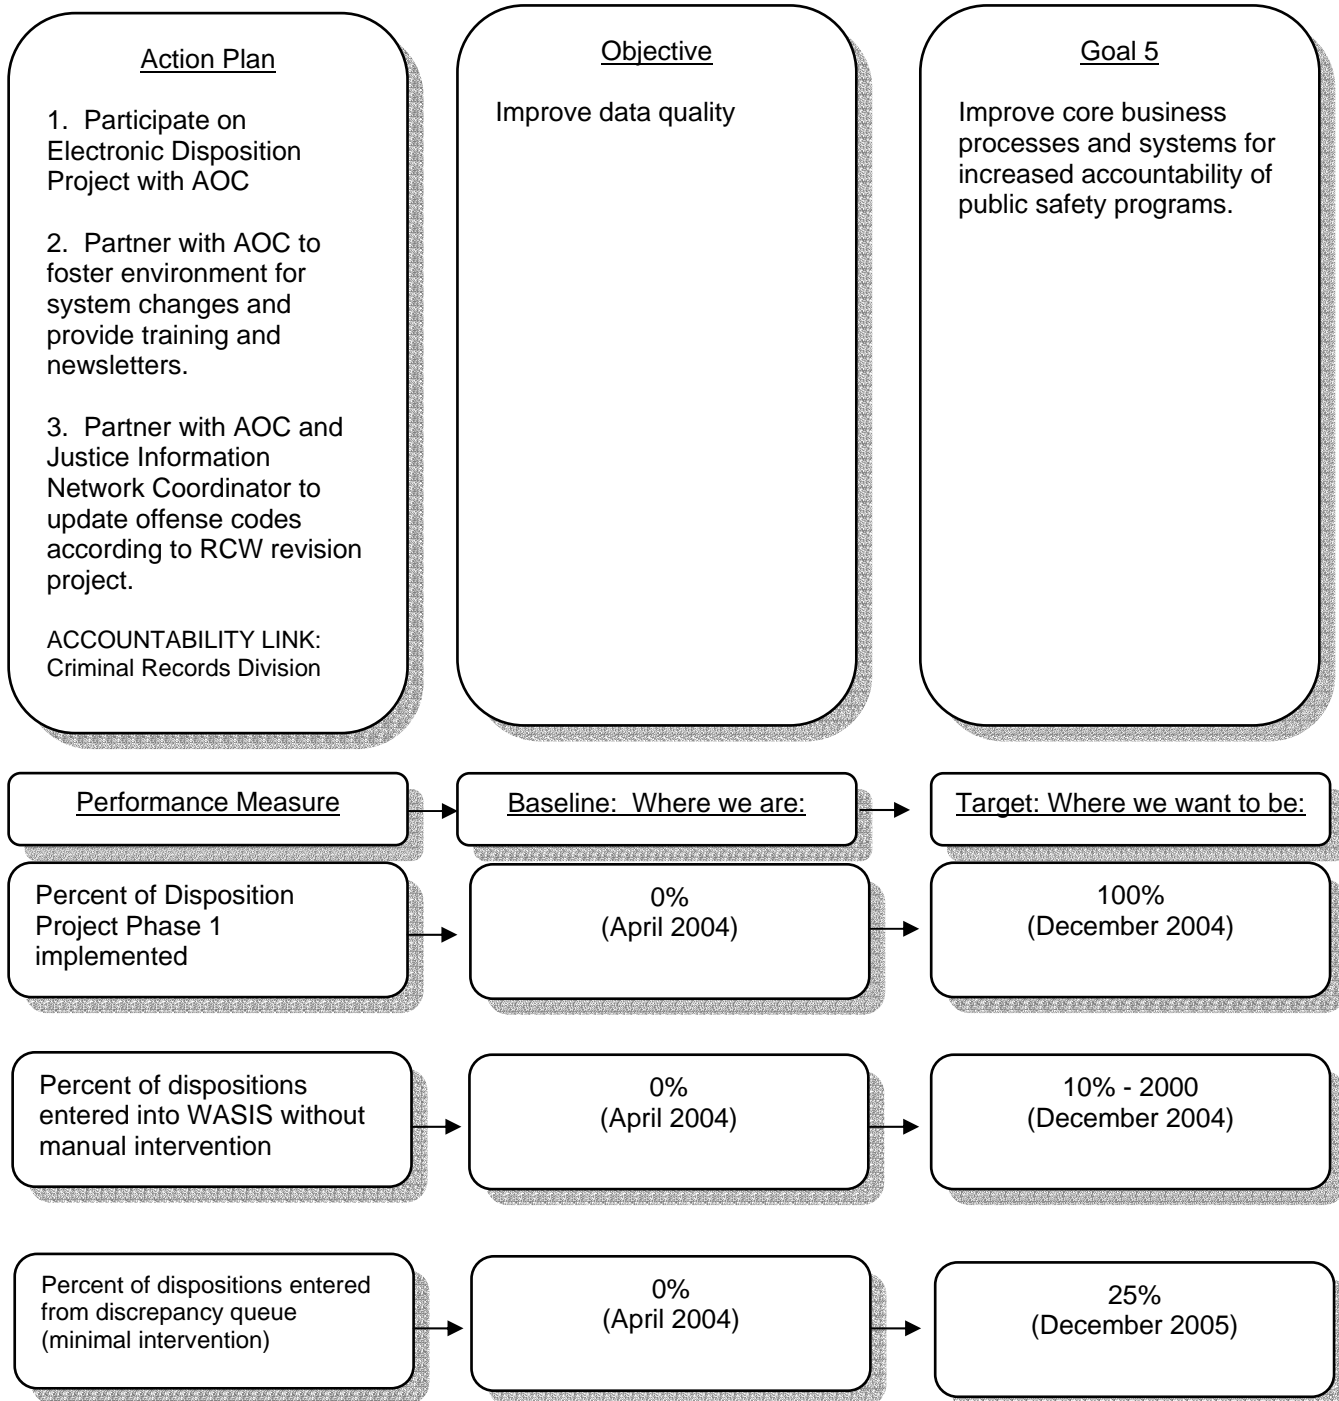 Action Plan
1. Participate on
Electronic Disposition
Project with AOC
2. Partner with AOC to
foster environment for
system changes and
provide training and
newsletters.
3. Partner with AOC and
Justice Information
Network Coordinator to
update offense codes
according to RCW revision
project.
ACCOUNTABILITY LINK:
Criminal Records Division
Objective
Improve data quality
Goal 5
Improve core business
processes and systems for
increased accountability of
public safety programs.
Performance Measure
Baseline: Where we are:
Target: Where we want to be:
Percent of Disposition
Project Phase 1
implemented
0%
(April 2004)
100%
(December 2004)
Percent of dispositions
entered into WASIS without
manual intervention
0%
(April 2004)
10% - 2000
(December 2004)
Percent of dispositions entered
from discrepancy queue
(minimal intervention)
0%
(April 2004)
25%
(December 2005)